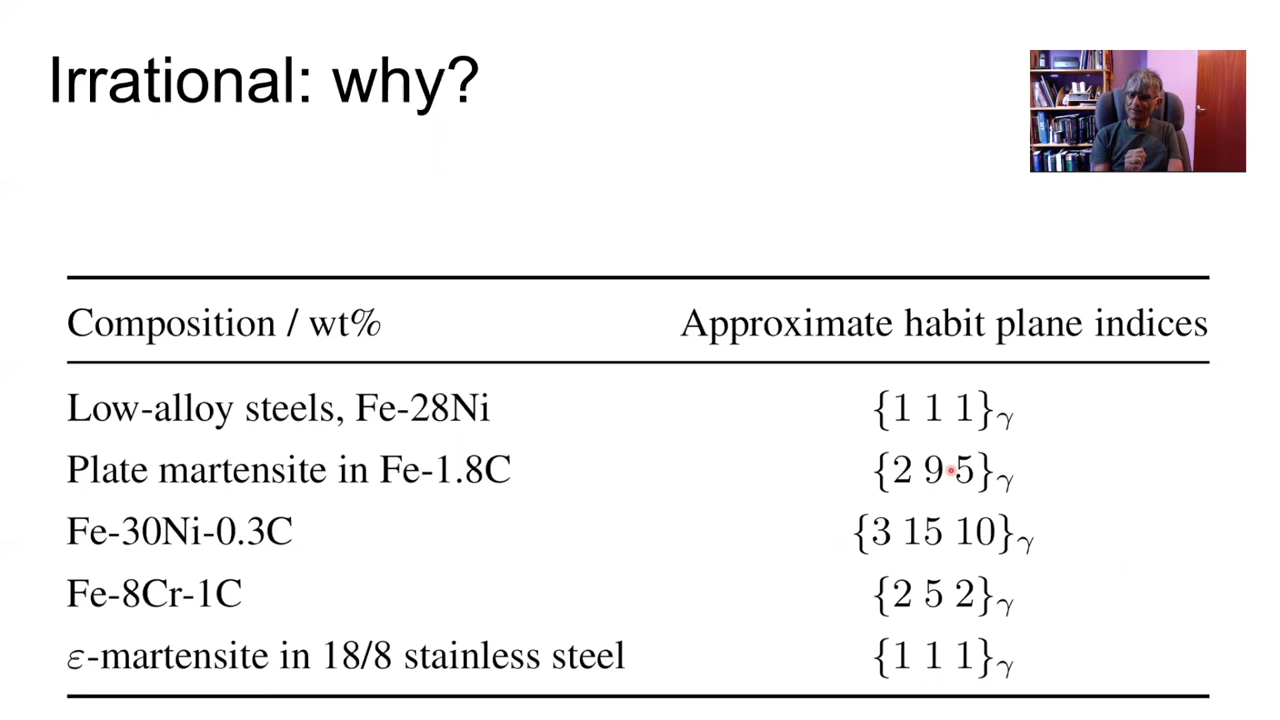 Irrational: why?
Composition / wt% Approximate habit plane indices
Low-alloy steels, Fe-28Ni {1 1 1}γ
Plate martensite in Fe-1.8C {2 9 5}γ
Fe-30Ni-0.3C {3 15 10}γ
Fe-8Cr-1C {2 5 2}γ
ε-martensite in 18/8 stainless steel {1 1 1}γ